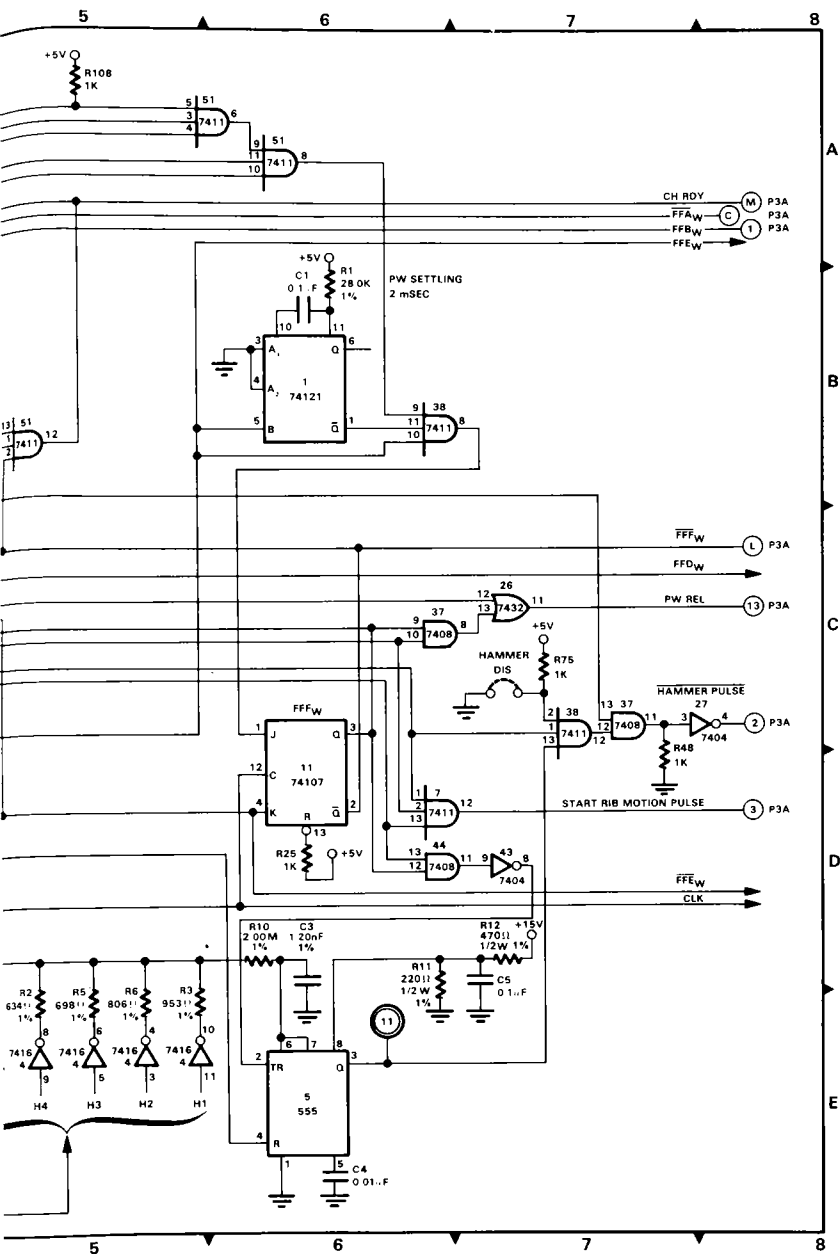 5 6 7 8
+5V
R108
1K
51
5
3
4
7411
6
51
9
11
10
7411
8
A
CH RDY M P3A
FFAW C P3A
FFBW 1 P3A
FFEW
+5V
C1
R1
28 0K
1%
PW SETTLING
2 mSEC
10 11
3 A1
Q 6
4 A2
1
74121
5 B
Q 1
B
38
9
11
10
7411
8
13
1
2
51
7411
12
FFFW L P3A
FFDW
26
12
13
7432
11
PW REL 13 P3A
37
9
10
7408
8
C
+5V
R75
1K
HAMMER
DIS
38
2
1
13
7411
12
13 37
12
7408
11
HAMMER PULSE
27
3
4
7404
2 P3A
R48
1K
FFFW
1 J
Q 3
12 C
11
74107
4 K
R
Q 2
13
R25
1K
+5V
7
1
2
13
7411
12
START RIB MOTION PULSE 3 P3A
44
13
12
7408
11
43
9
8
7404
D
FFEW
CLK
R10
2 00M
1%
C3
1 20nF
1%
R12
470Ω
1/2W 1%
+15V
R11
220Ω
1/2 W
1%
C5
R2
634Ω
1%
R5
698Ω
1%
R6
806Ω
1%
R3
953Ω
1%
8 6 4 10
7416
4
7416
4
7416
4
7416
4
9 5 3 11
H4 H3 H2 H1
11
6 7 8
2 TR
Q 3
5
555
4 R
1 5
C4
E
5 6 7 8